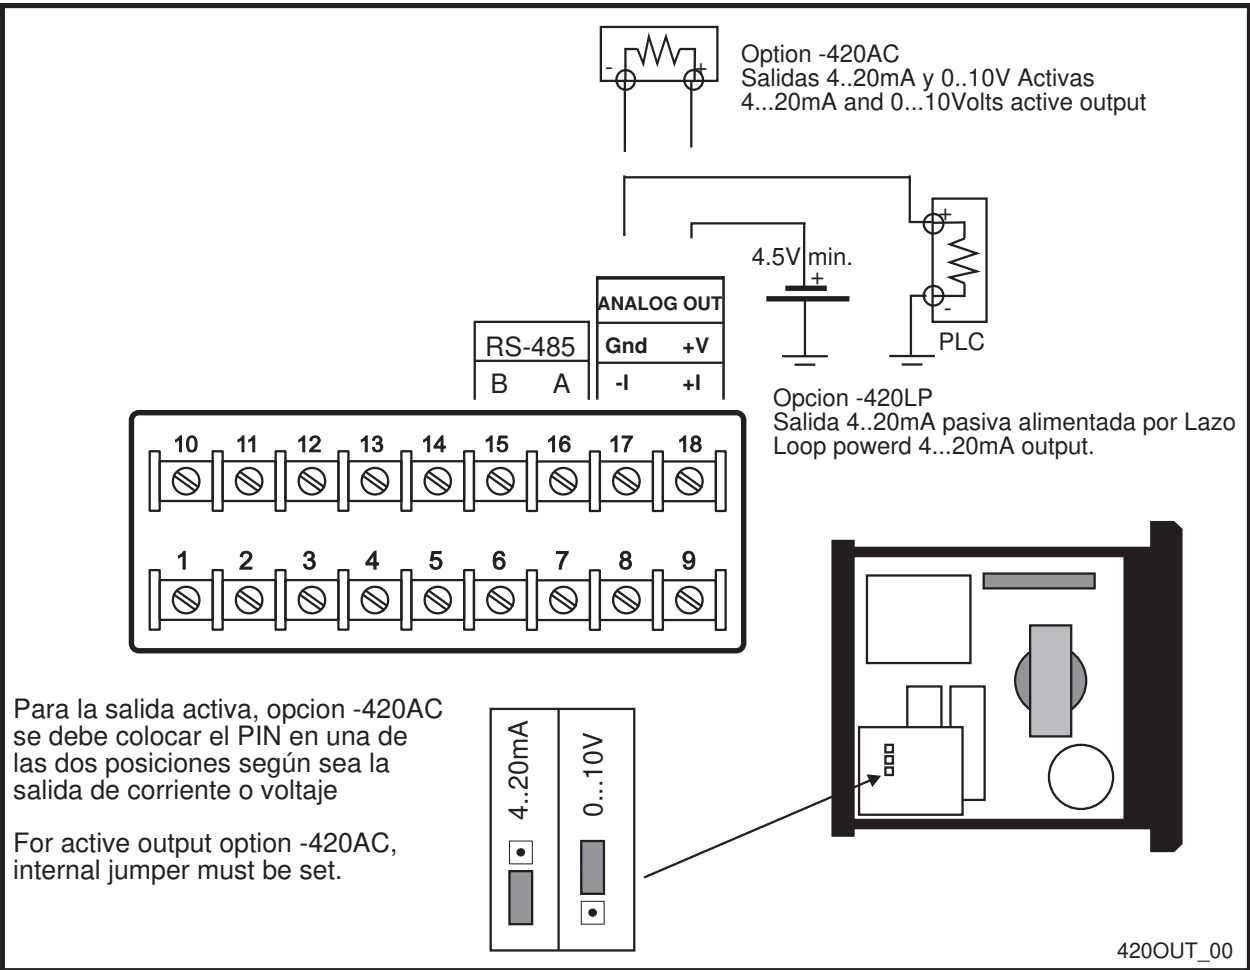 Option -420AC
Salidas 4..20mA y 0..10V Activas
4...20mA and 0...10Volts active output
- +
4.5V min.
+
+
-
PLC
ANALOG OUT
RS-485 Gnd +V
B A -I +I
Opcion -420LP
Salida 4..20mA pasiva alimentada por Lazo
Loop powerd 4...20mA output.
10 11 12 13 14 15 16 17 18
1 2 3 4 5 6 7 8 9
Para la salida activa, opcion -420AC
se debe colocar el PIN en una de
las dos posiciones según sea la
salida de corriente o voltaje
For active output option -420AC,
internal jumper must be set.
4..20mA
0...10V
420OUT_00